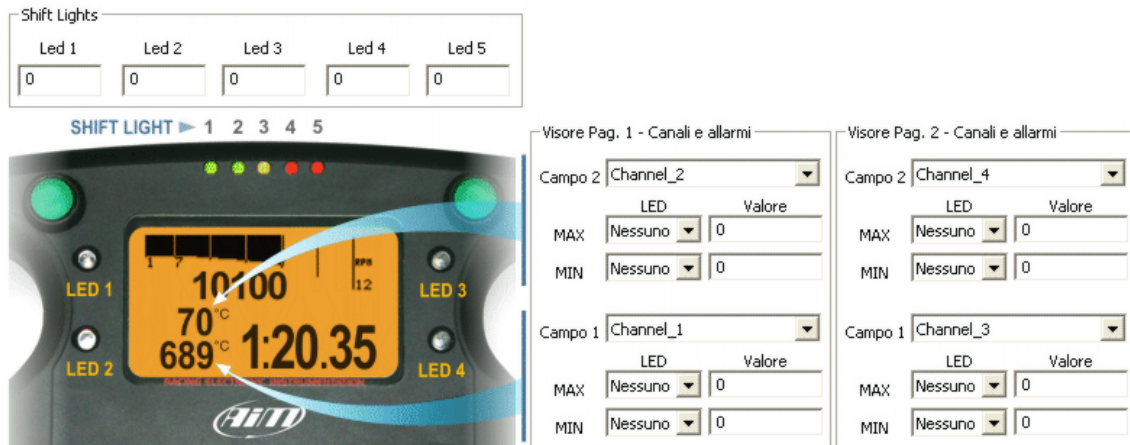 Shift Lights
Led 1 Led 2 Led 3 Led 4 Led 5
0 0 0 0 0
SHIFT LIGHT ► 1 2 3 4 5
1 7
RPM
12
10100
70 °C
689 °C 1:20.35
LED 1
LED 2
LED 3
LED 4
RACING ELECTRONIC INSTRUMENTATION
AiM
Visore Pag. 1 - Canali e allarmi
Campo 2 Channel_2
LED Valore
MAX Nessuno 0
MIN Nessuno 0
Campo 1 Channel_1
LED Valore
MAX Nessuno 0
MIN Nessuno 0
Visore Pag. 2 - Canali e allarmi
Campo 2 Channel_4
LED Valore
MAX Nessuno 0
MIN Nessuno 0
Campo 1 Channel_3
LED Valore
MAX Nessuno 0
MIN Nessuno 0